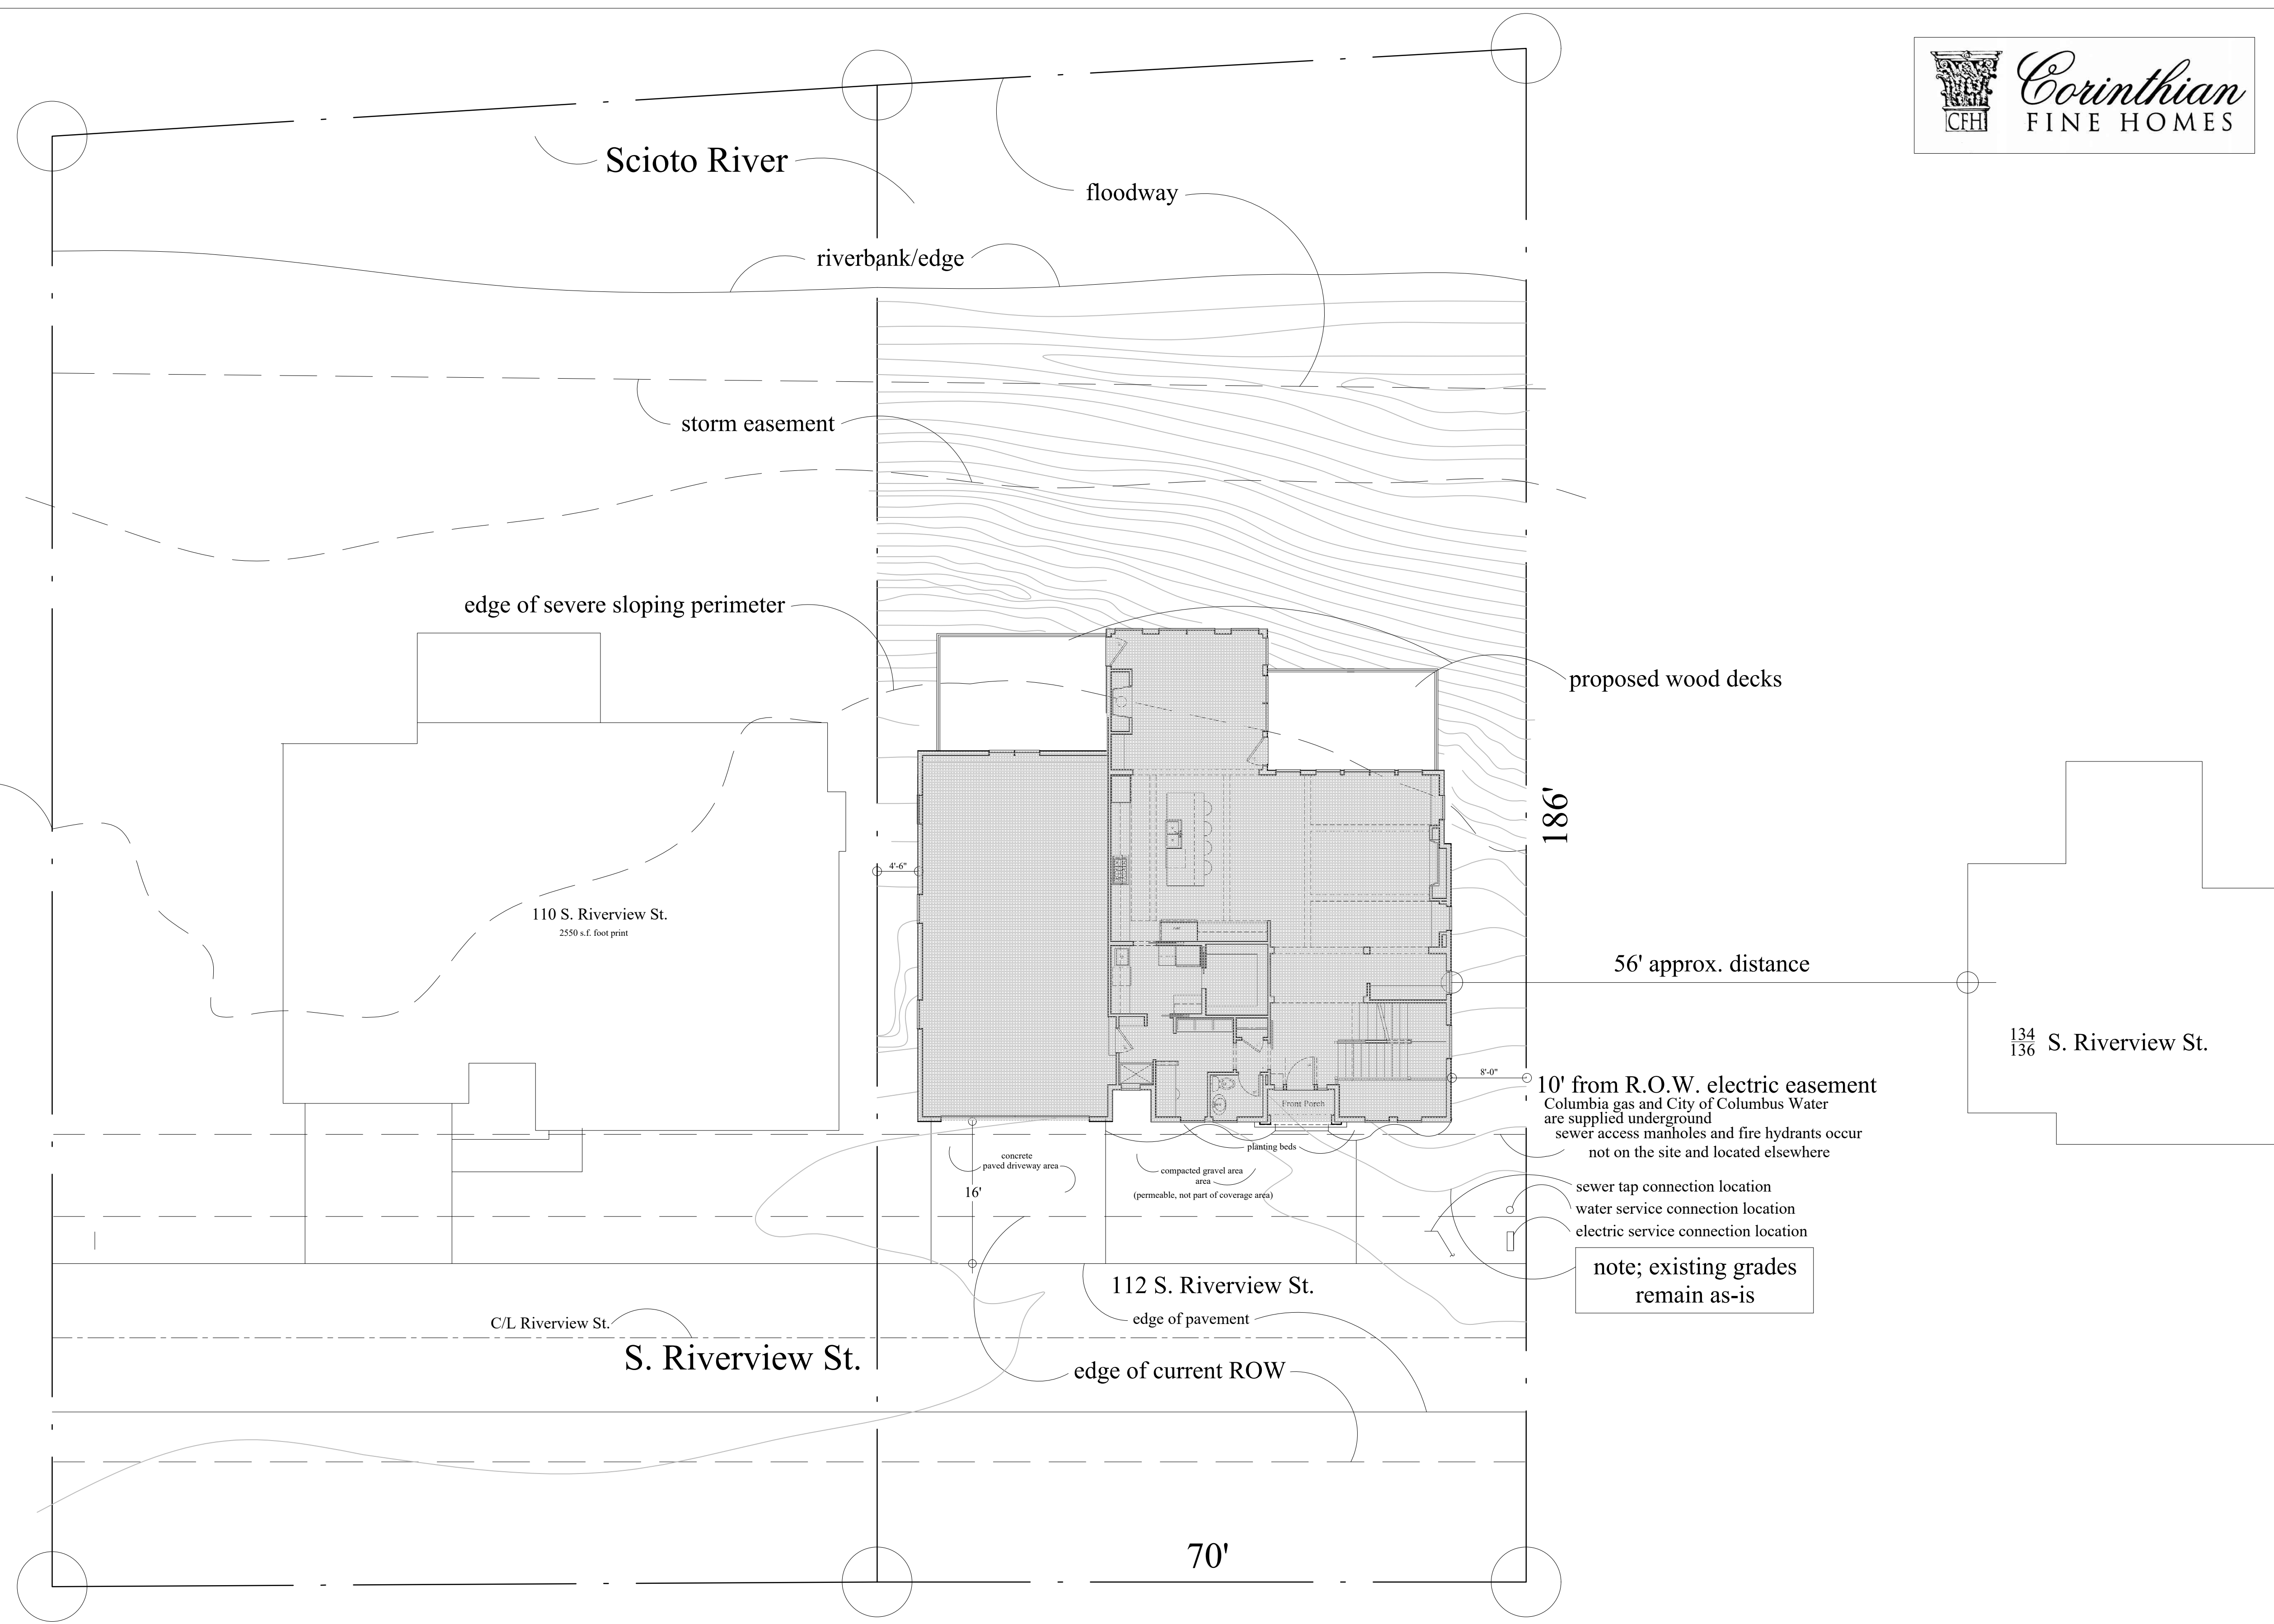 Corinthian
CFH
FINE HOMES
Scioto River
floodway
riverbank/edge
storm easement
edge of severe sloping perimeter
proposed wood decks
186'
4'-6"
110 S. Riverview St.
2550 s.f. foot print
56' approx. distance
134
136
S. Riverview St.
8'-0"
10' from R.O.W. electric easement
Columbia gas and City of Columbus Water
are supplied underground
sewer access manholes and fire hydrants occur
not on the site and located elsewhere
Front Porch
planting beds
concrete
paved driveway area
compacted gravel area
area
(permeable, not part of coverage area)
16'
sewer tap connection location
water service connection location
electric service connection location
note; existing grades
remain as-is
112 S. Riverview St.
edge of pavement
C/L Riverview St.
S. Riverview St.
edge of current ROW
70'